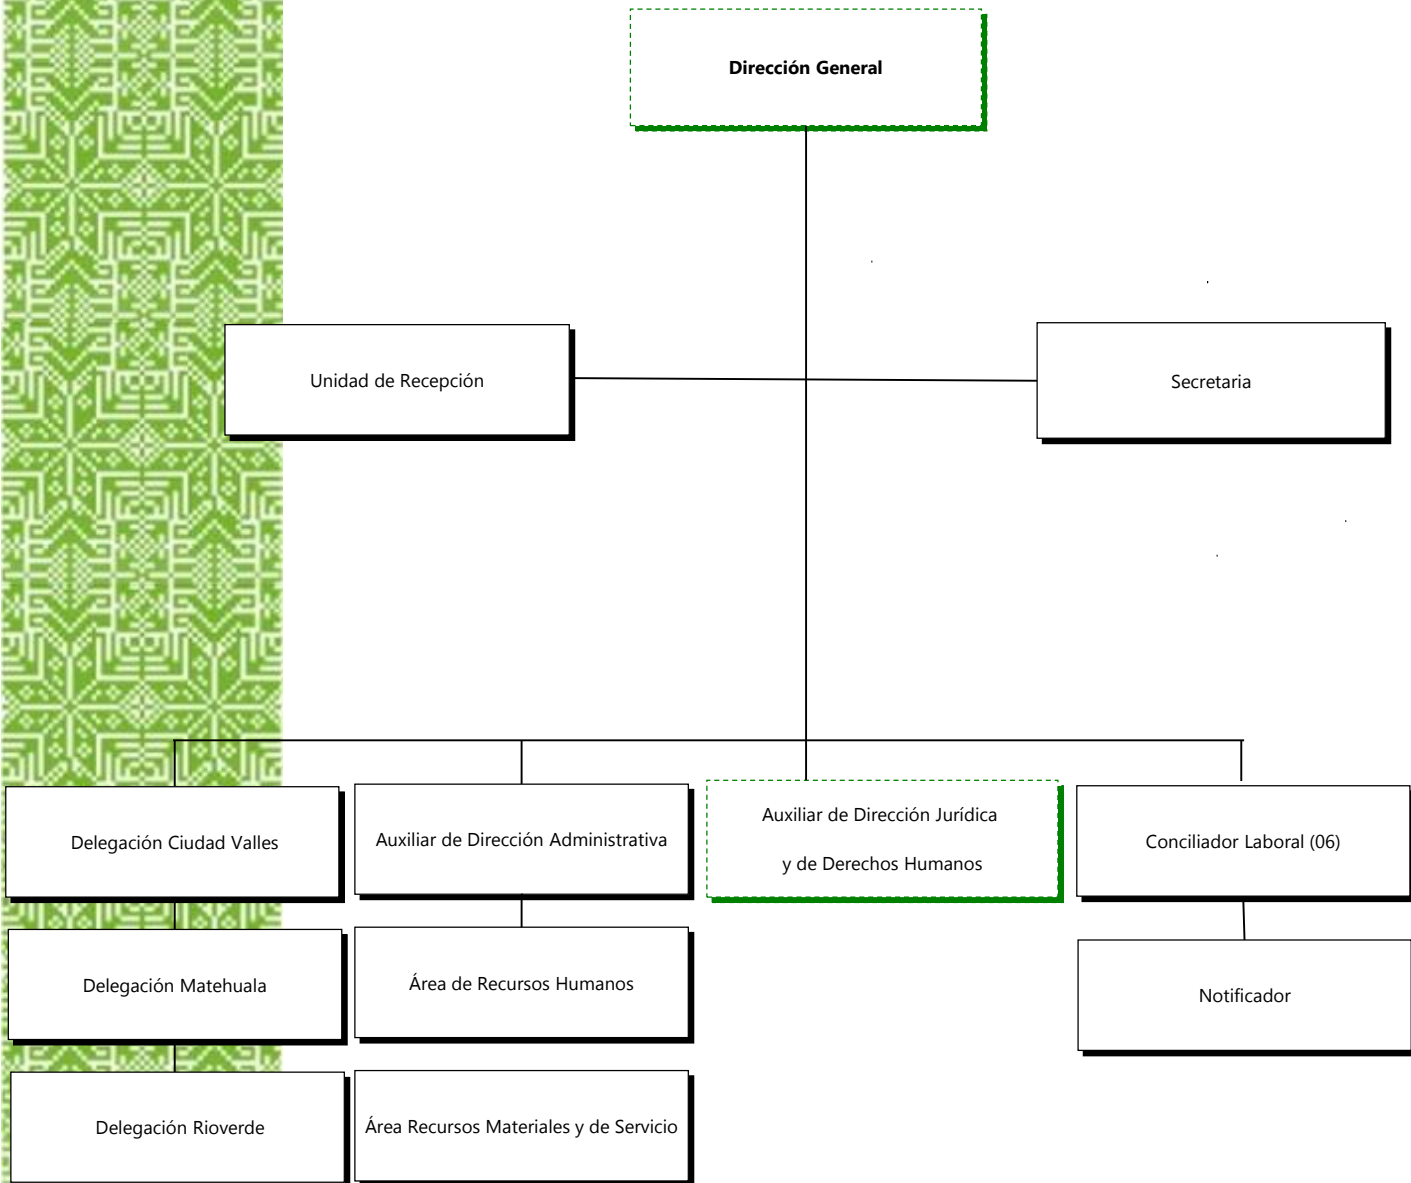 Dirección General
Unidad de Recepción
Secretaria
Delegación Ciudad Valles
Auxiliar de Dirección Administrativa
Auxiliar de Dirección Jurídica
y de Derechos Humanos
Conciliador Laboral (06)
Delegación Matehuala
Área de Recursos Humanos
Notificador
Delegación Rioverde
Área Recursos Materiales y de Servicio